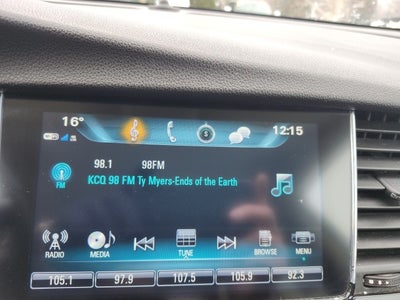 16° 12:15
98.1 98FM
FM KCQ 98 FM Ty Myers-Ends of the Earth
RADIO MEDIA TUNE BROWSE MENU
105.1 97.9 107.5 105.9 92.3